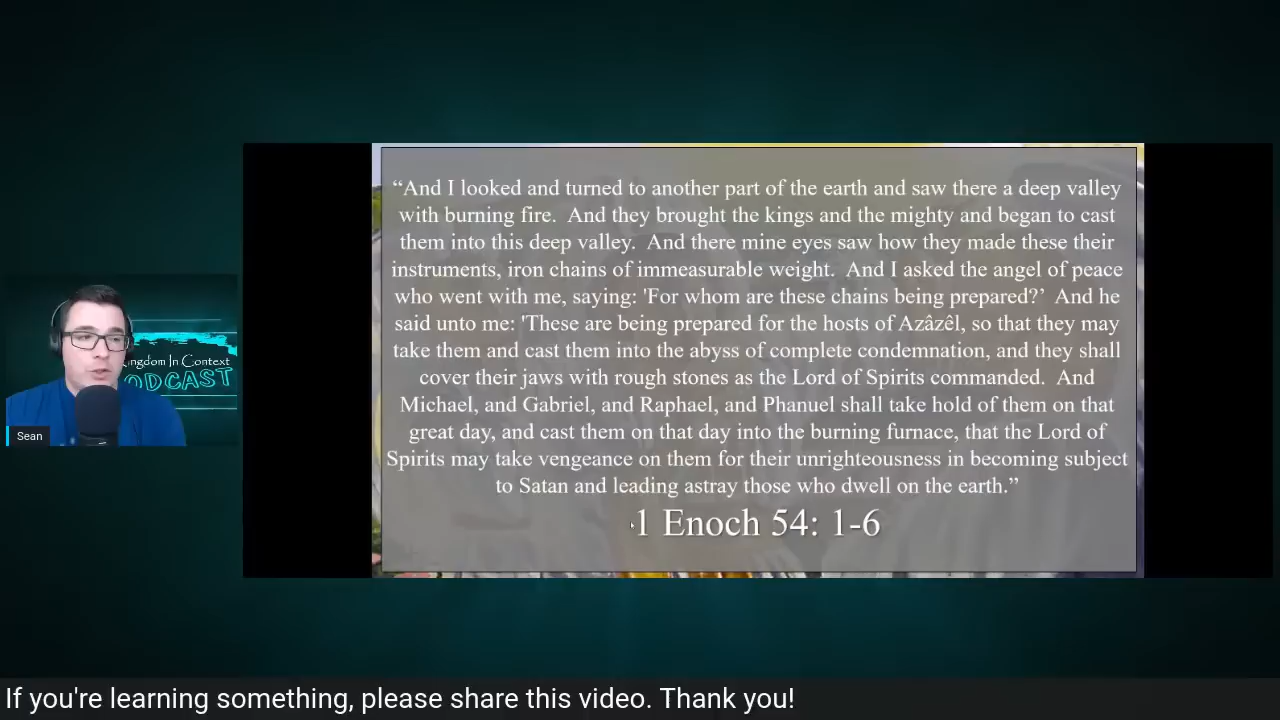 “And I looked and turned to another part of the earth and saw there a deep valley
with burning fire.  And they brought the kings and the mighty and began to cast
them into this deep valley.  And there mine eyes saw how they made these their
instruments, iron chains of immeasurable weight.  And I asked the angel of peace
who went with me, saying: 'For whom are these chains being prepared?’  And he
said unto me: 'These are being prepared for the hosts of Azâzêl, so that they may
take them and cast them into the abyss of complete condemnation, and they shall
cover their jaws with rough stones as the Lord of Spirits commanded.  And
Michael, and Gabriel, and Raphael, and Phanuel shall take hold of them on that
great day, and cast them on that day into the burning furnace, that the Lord of
Spirits may take vengeance on them for their unrighteousness in becoming subject
to Satan and leading astray those who dwell on the earth.”
1 Enoch 54: 1-6
ngdom In Context
ODCAST
Sean
If you're learning something, please share this video. Thank you!